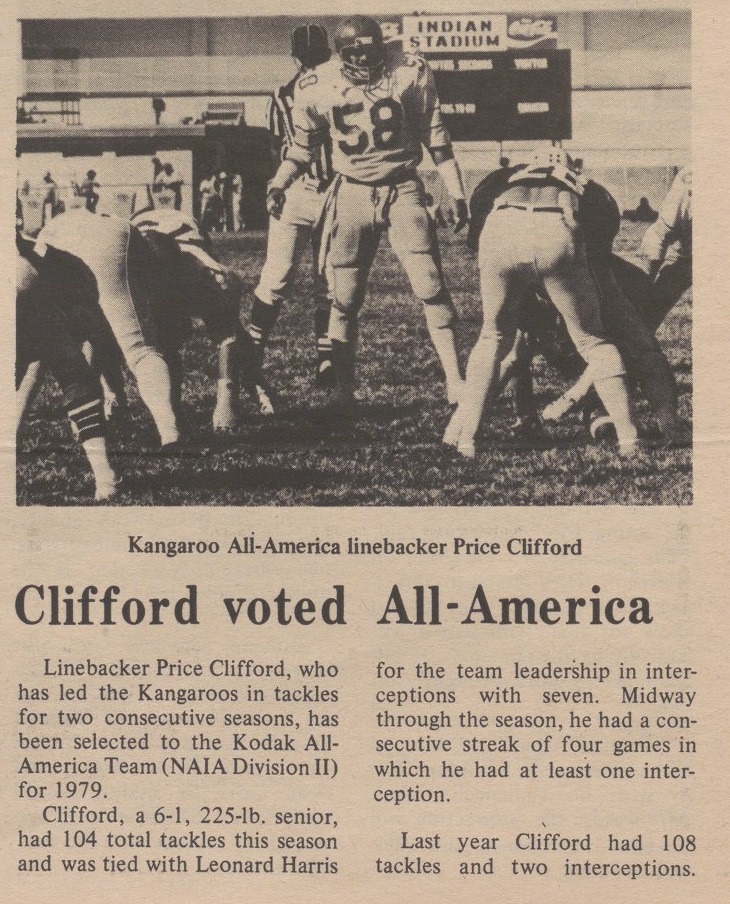 INDIAN
STADIUM
58
Kangaroo All-America linebacker Price Clifford
Clifford voted All-America
Linebacker Price Clifford, who
has led the Kangaroos in tackles
for two consecutive seasons, has
been selected to the Kodak All-
America Team (NAIA Division II)
for 1979.
Clifford, a 6-1, 225-lb. senior,
had 104 total tackles this season
and was tied with Leonard Harris
for the team leadership in inter-
ceptions with seven. Midway
through the season, he had a con-
secutive streak of four games in
which he had at least one inter-
ception.
Last year Clifford had 108
tackles and two interceptions.